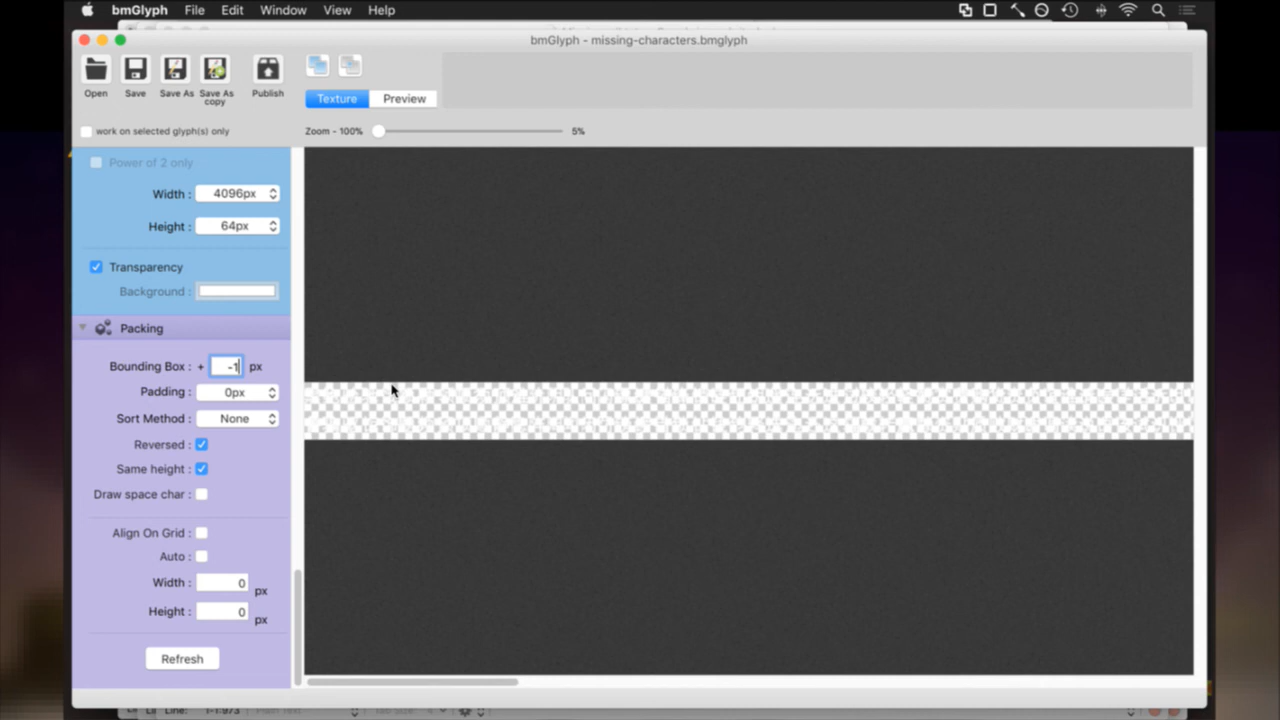 bmGlyph File Edit Window View Help
bmGlyph - missing-characters.bmglyph
Open Save Save As Save As copy Publish
Texture Preview
work on selected glyph(s) only
Zoom - 100% 5%
Power of 2 only
Width : 4096px
Height : 64px
Transparency
Background :
Packing
Bounding Box : + -1 px
Padding : 0px
Sort Method : None
Reversed :
Same height :
Draw space char :
Align On Grid :
Auto :
Width : 0 px
Height : 0 px
Refresh